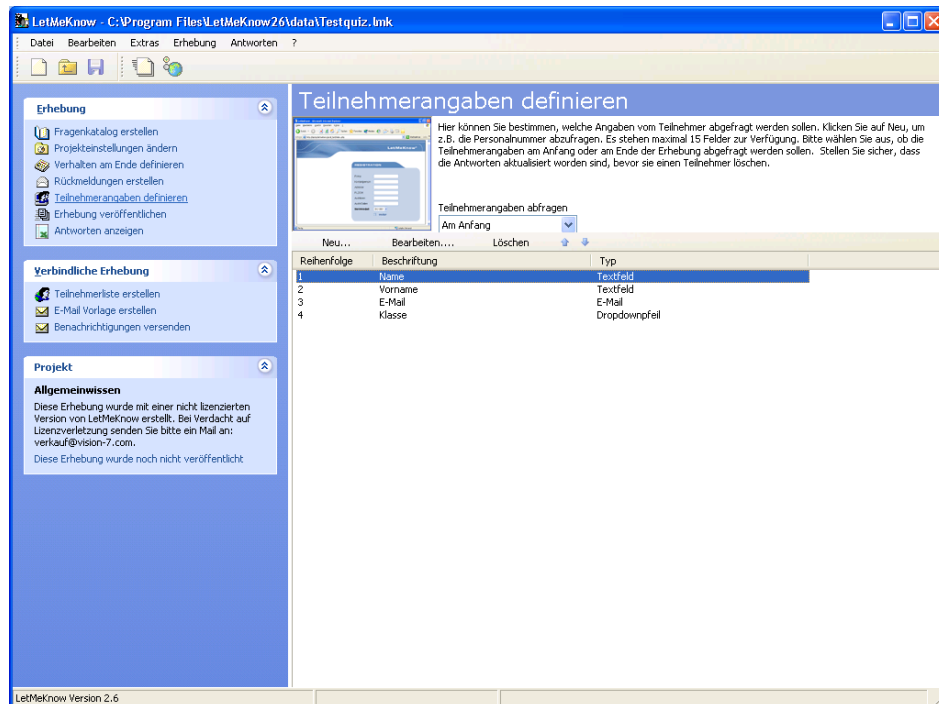 LetMeKnow - C:\Program Files\LetMeKnow26\data\Testquiz.lmk
Datei Bearbeiten Extras Erhebung Antworten ?
Erhebung
Fragenkatalog erstellen
Projekteinstellungen ändern
Verhalten am Ende definieren
Rückmeldungen erstellen
Teilnehmerangaben definieren
Erhebung veröffentlichen
Antworten anzeigen
Verbindliche Erhebung
Teilnehmerliste erstellen
E-Mail Vorlage erstellen
Benachrichtigungen versenden
Projekt
Allgemeinwissen
Diese Erhebung wurde mit einer nicht lizenzierten
Version von LetMeKnow erstellt. Bei Verdacht auf
Lizenzverletzung senden Sie bitte ein Mail an:
verkauf@vision-7.com.
Diese Erhebung wurde noch nicht veröffentlicht
Teilnehmerangaben definieren
Hier können Sie bestimmen, welche Angaben vom Teilnehmer abgefragt werden sollen. Klicken Sie auf Neu, um
z.B. die Personalnummer abzufragen. Es stehen maximal 15 Felder zur Verfügung. Bitte wählen Sie aus, ob die
Teilnehmerangaben am Anfang oder am Ende der Erhebung abgefragt werden sollen. Stellen Sie sicher, dass
die Antworten aktualisiert worden sind, bevor sie einen Teilnehmer löschen.
Teilnehmerangaben abfragen
Am Anfang
Neu... Bearbeiten.... Löschen
Reihenfolge Beschriftung Typ
1 Name Textfeld
2 Vorname Textfeld
3 E-Mail E-Mail
4 Klasse Dropdownpfeil
LetMeKnow Version 2.6